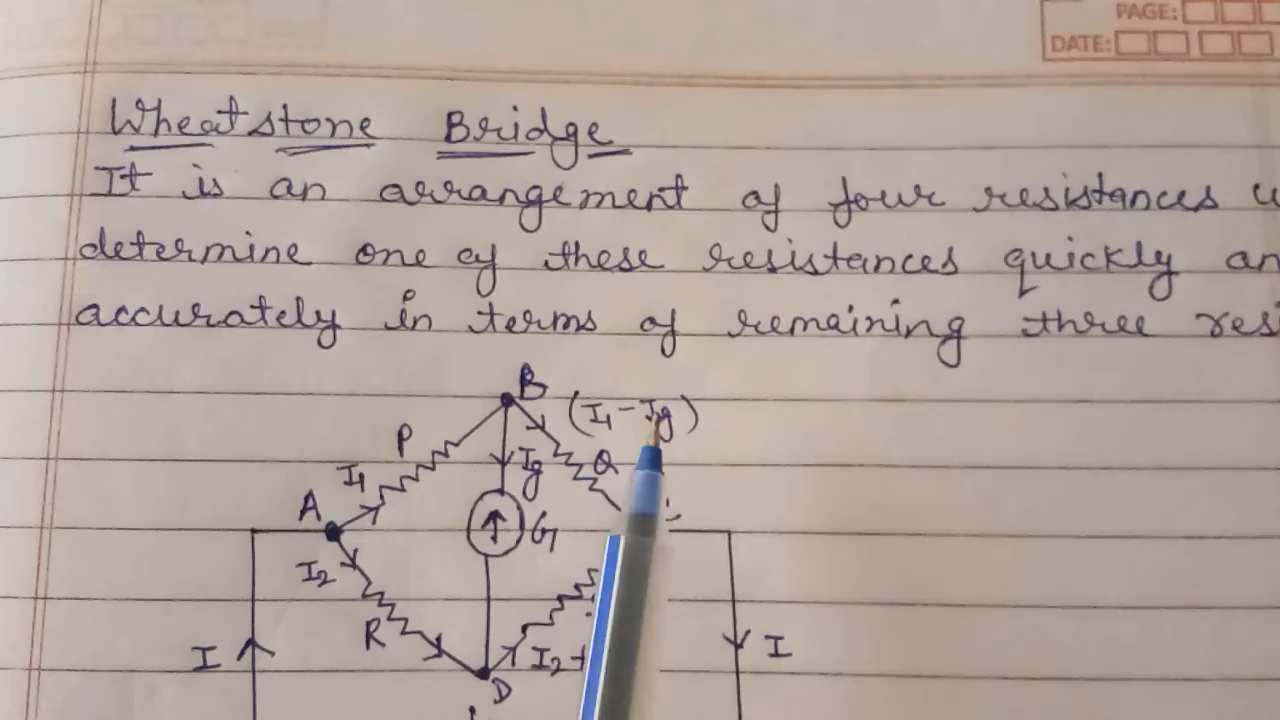 PAGE:
DATE:
Wheatstone Bridge
It is an arrangement of four resistances
determine one of these resistances quickly
accurately in terms of remaining three
B
(I1-Ig)
P
I1
Ig
Q
A
G
I2
R
I
I2+
I
D